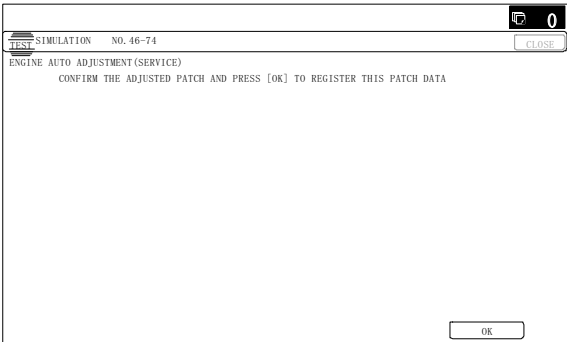 0
TEST SIMULATION NO. 46-74 CLOSE
ENGINE AUTO ADJUSTMENT(SERVICE)
CONFIRM THE ADJUSTED PATCH AND PRESS [OK] TO REGISTER THIS PATCH DATA
OK